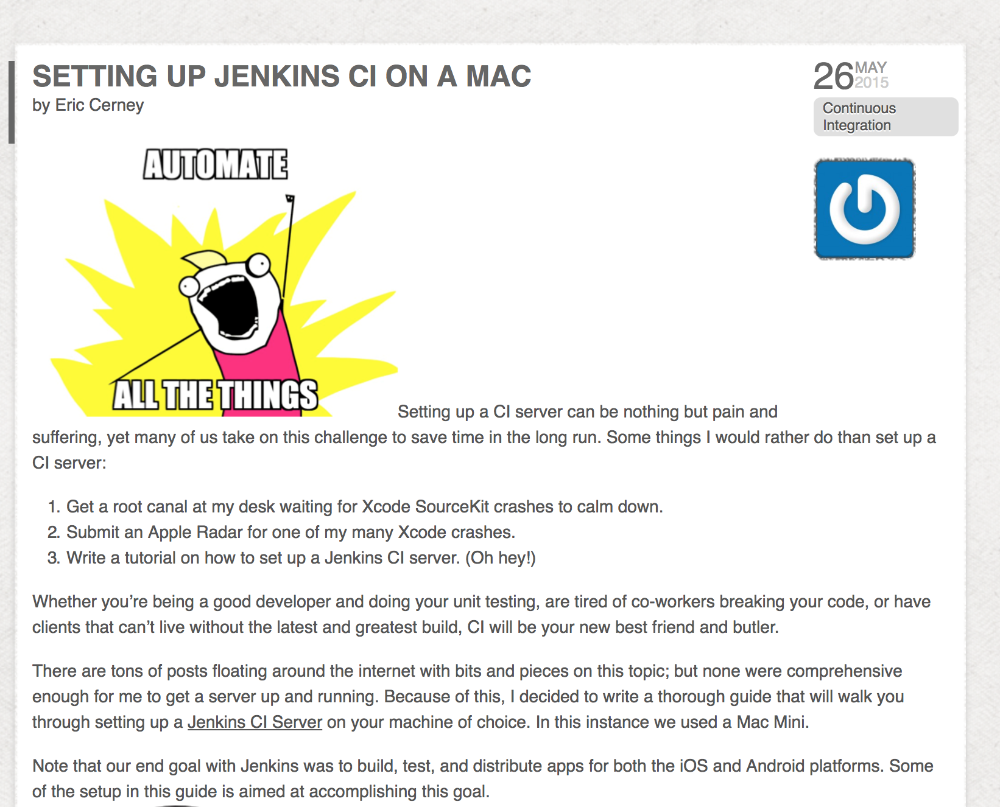 SETTING UP JENKINS CI ON A MAC
by Eric Cerney
26 MAY
2015
Continuous
Integration
AUTOMATE
ALL THE THINGS
Setting up a CI server can be nothing but pain and
suffering, yet many of us take on this challenge to save time in the long run. Some things I would rather do than set up a
CI server:
1. Get a root canal at my desk waiting for Xcode SourceKit crashes to calm down.
2. Submit an Apple Radar for one of my many Xcode crashes.
3. Write a tutorial on how to set up a Jenkins CI server. (Oh hey!)
Whether you’re being a good developer and doing your unit testing, are tired of co-workers breaking your code, or have
clients that can’t live without the latest and greatest build, CI will be your new best friend and butler.
There are tons of posts floating around the internet with bits and pieces on this topic; but none were comprehensive
enough for me to get a server up and running. Because of this, I decided to write a thorough guide that will walk you
through setting up a Jenkins CI Server on your machine of choice. In this instance we used a Mac Mini.
Note that our end goal with Jenkins was to build, test, and distribute apps for both the iOS and Android platforms. Some
of the setup in this guide is aimed at accomplishing this goal.